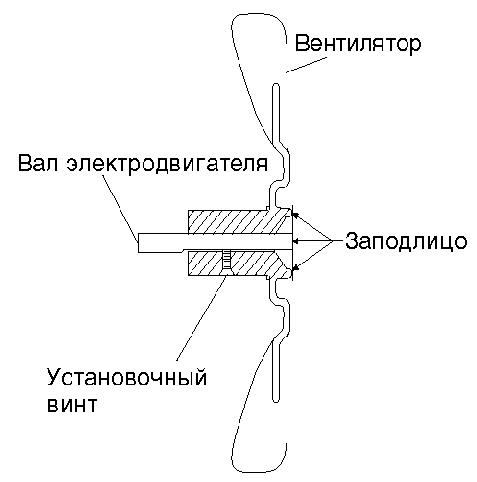 Вентилятор
Вал электродвигателя
Заподлицо
Установочный
винт